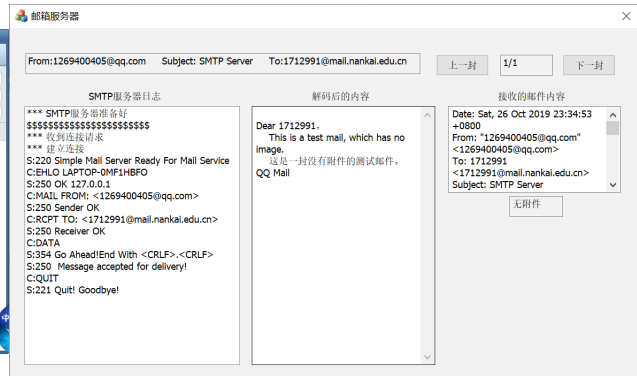 邮箱服务器
From:1269400405@qq.com Subject: SMTP Server To:1712991@mail.nankai.edu.cn
上一封
1/1
下一封
SMTP服务器日志
*** SMTP服务器准备好
$$$$$$$$$$$$$$$$$$$$$$$
*** 收到连接请求
*** 建立连接
S:220 Simple Mail Server Ready For Mail Service
C:EHLO LAPTOP-0MF1HBFO
S:250 OK 127.0.0.1
C:MAIL FROM: <1269400405@qq.com>
S:250 Sender OK
C:RCPT TO: <1712991@mail.nankai.edu.cn>
S:250 Receiver OK
C:DATA
S:354 Go Ahead!End With <CRLF>.<CRLF>
S:250 Message accepted for delivery!
C:QUIT
S:221 Quit! Goodbye!
解码后的内容
Dear 1712991,
This is a test mail, which has no
image.
这是一封没有附件的测试邮件。
QQ Mail
接收的邮件内容
Date: Sat, 26 Oct 2019 23:34:53
+0800
From: "1269400405@qq.com"
<1269400405@qq.com>
To: 1712991
<1712991@mail.nankai.edu.cn>
Subject: SMTP Server
无附件
中